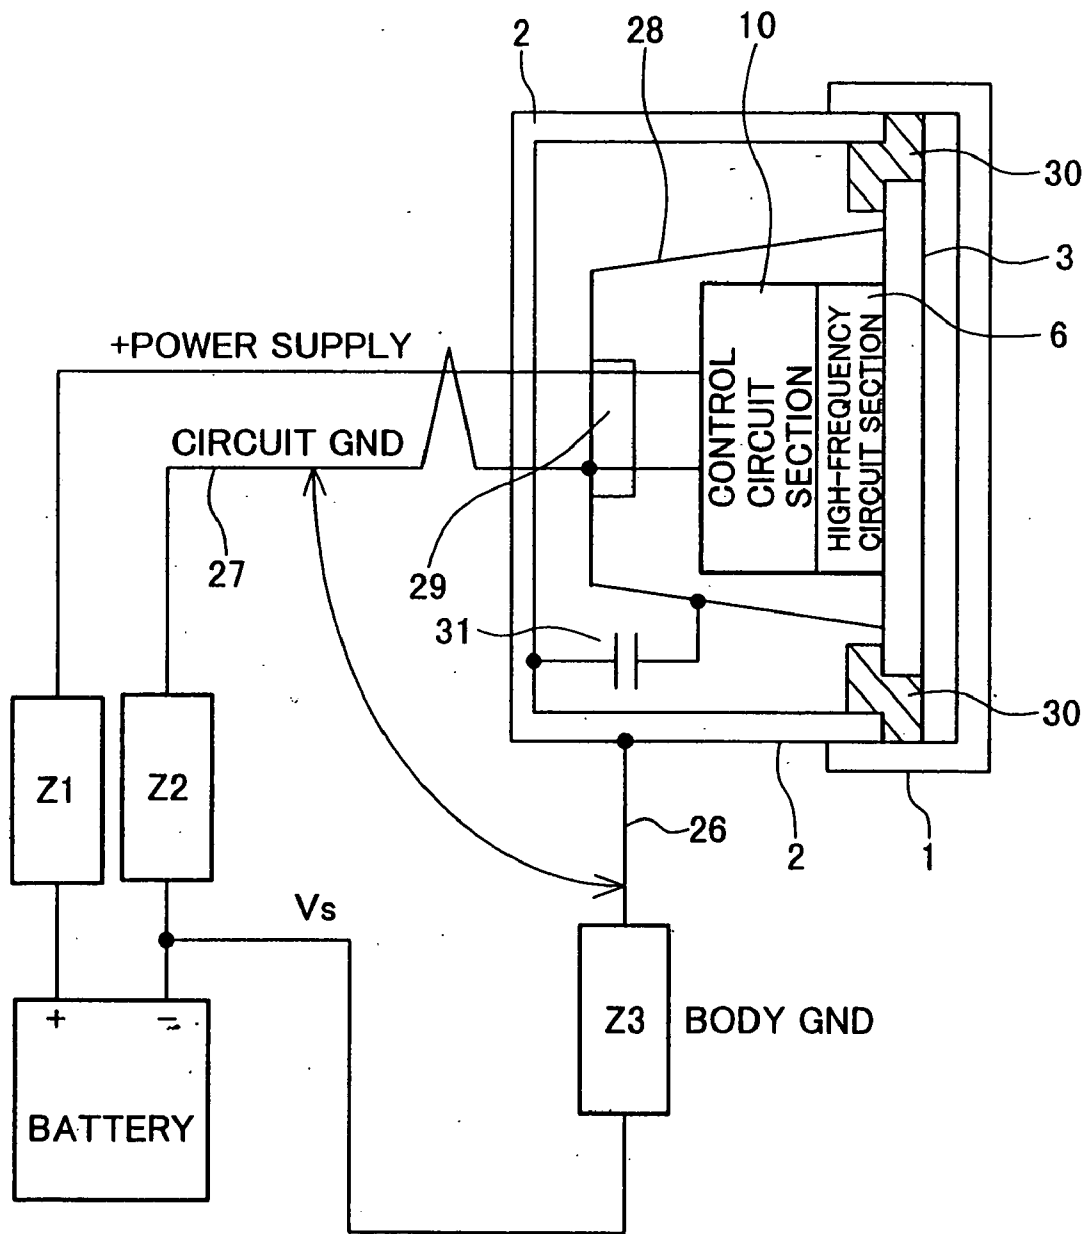 2
28
10
30
3
6
+POWER SUPPLY
CONTROL
CIRCUIT
SECTION
HIGH-FREQUENCY
CIRCUIT SECTION
CIRCUIT GND
27
29
31
30
Z1
Z2
26
2
1
Vs
+
−
Z3
BODY GND
BATTERY